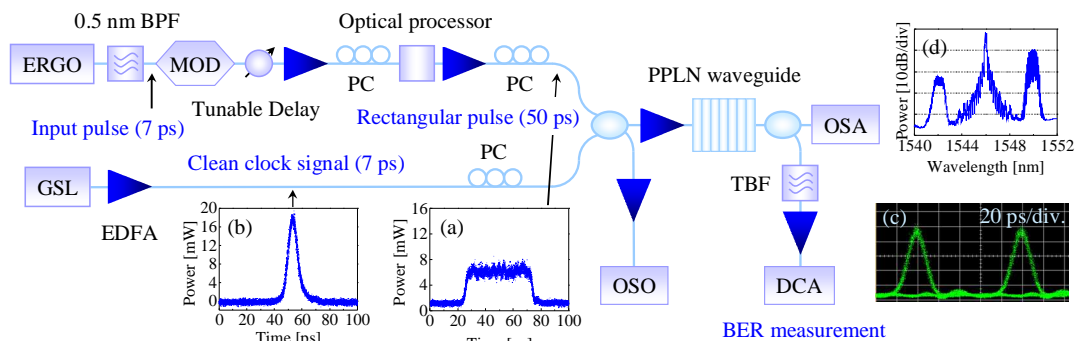 0.5 nm BPF
Optical processor
ERGO
MOD
PC
PC
Tunable Delay
Input pulse (7 ps)
Rectangular pulse (50 ps)
PPLN waveguide
OSA
Clean clock signal (7 ps)
PC
GSL
EDFA
TBF
OSO
DCA
BER measurement
(b)
Power [mW]
20
16
12
8
4
0
0 20 40 60 80 100
Time [ps]
(a)
Power [mW]
16
12
8
4
0
0 20 40 60 80 100
(d)
Power [10dB/div]
1540 1544 1548 1552
Wavelength [nm]
(c)
20 ps/div.